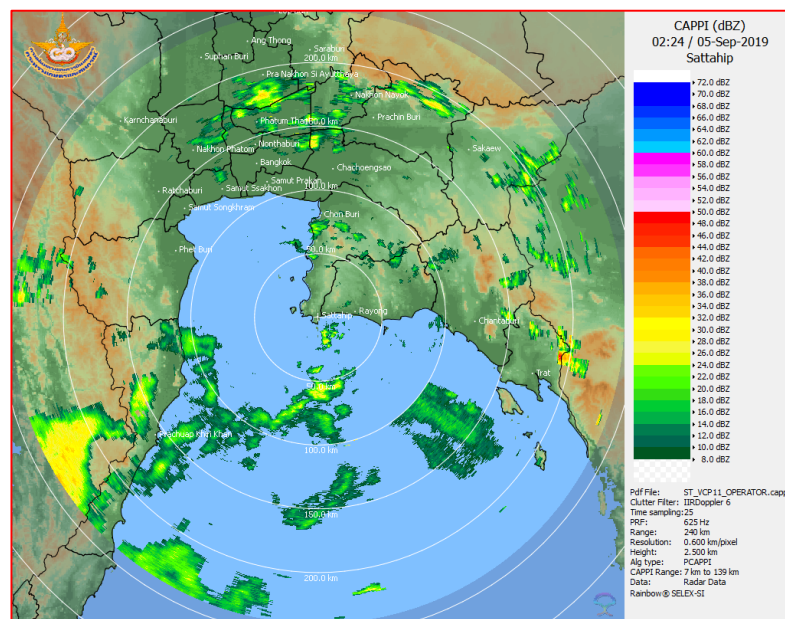 CAPPI (dBZ)
02:24 / 05-Sep-2019
Sattahip
72.0 dBZ
70.0 dBZ
68.0 dBZ
66.0 dBZ
64.0 dBZ
62.0 dBZ
60.0 dBZ
58.0 dBZ
56.0 dBZ
54.0 dBZ
52.0 dBZ
50.0 dBZ
48.0 dBZ
46.0 dBZ
44.0 dBZ
42.0 dBZ
40.0 dBZ
38.0 dBZ
36.0 dBZ
34.0 dBZ
32.0 dBZ
30.0 dBZ
28.0 dBZ
26.0 dBZ
24.0 dBZ
22.0 dBZ
20.0 dBZ
18.0 dBZ
16.0 dBZ
14.0 dBZ
12.0 dBZ
10.0 dBZ
8.0 dBZ
Pdf File: ST_VCP11_OPERATOR.capp
Clutter Filter: IIRDoppler 6
Time sampling:25
PRF: 625 Hz
Range: 240 km
Resolution: 0.600 km/pixel
Height: 2.500 km
Alg type: PCAPPI
CAPPI Range: 7 km to 139 km
Data: Radar Data
Rainbow® SELEX-SI
Ang Thong
Saraburi
Suphan Buri
200.0 km
Pra Nakhon Si Ayutthaya
Nakhon Nayok
Karnchanaburi
Phatum Thani
150.0 km
Prachin Buri
Nakhon Phatom
Nonthaburi
Sakaew
Bangkok
Chachoengsao
Ratchaburi
Samut Ssakhon
Samut Prakan
100.0 km
Samut Songkhram
Chon Buri
Phet Buri
50.0 km
Sattahip
Rayong
Chantaburi
Trat
50.0 km
Prachuap Khiri Khan
100.0 km
150.0 km
200.0 km